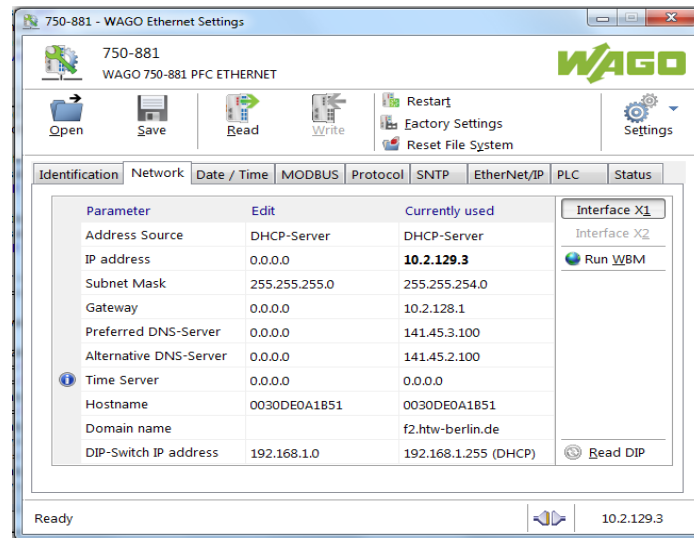 750-881 - WAGO Ethernet Settings
750-881
WAGO 750-881 PFC ETHERNET
WAGO
Open Save Read Write Restart Factory Settings Reset File System Settings
Identification Network Date / Time MODBUS Protocol SNTP EtherNet/IP PLC Status
Parameter Edit Currently used Interface X1
Address Source DHCP-Server DHCP-Server Interface X2
IP address 0.0.0.0 10.2.129.3 Run WBM
Subnet Mask 255.255.255.0 255.255.254.0
Gateway 0.0.0.0 10.2.128.1
Preferred DNS-Server 0.0.0.0 141.45.3.100
Alternative DNS-Server 0.0.0.0 141.45.2.100
Time Server 0.0.0.0 0.0.0.0
Hostname 0030DE0A1B51 0030DE0A1B51
Domain name f2.htw-berlin.de
DIP-Switch IP address 192.168.1.0 192.168.1.255 (DHCP) Read DIP
Ready 10.2.129.3